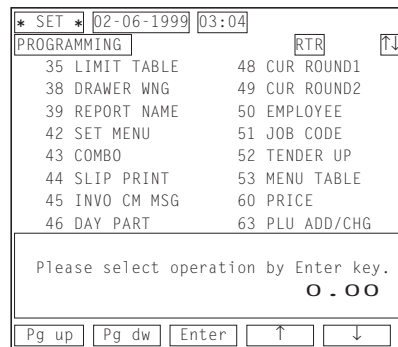 * SET * 02-06-1999 03:04
PROGRAMMING RTR ↑↓
35 LIMIT TABLE 48 CUR ROUND1
38 DRAWER WNG 49 CUR ROUND2
39 REPORT NAME 50 EMPLOYEE
42 SET MENU 51 JOB CODE
43 COMBO 52 TENDER UP
44 SLIP PRINT 53 MENU TABLE
45 INVO CM MSG 60 PRICE
46 DAY PART 63 PLU ADD/CHG
Please select operation by Enter key.
0.00
Pg up Pg dw Enter ↑ ↓